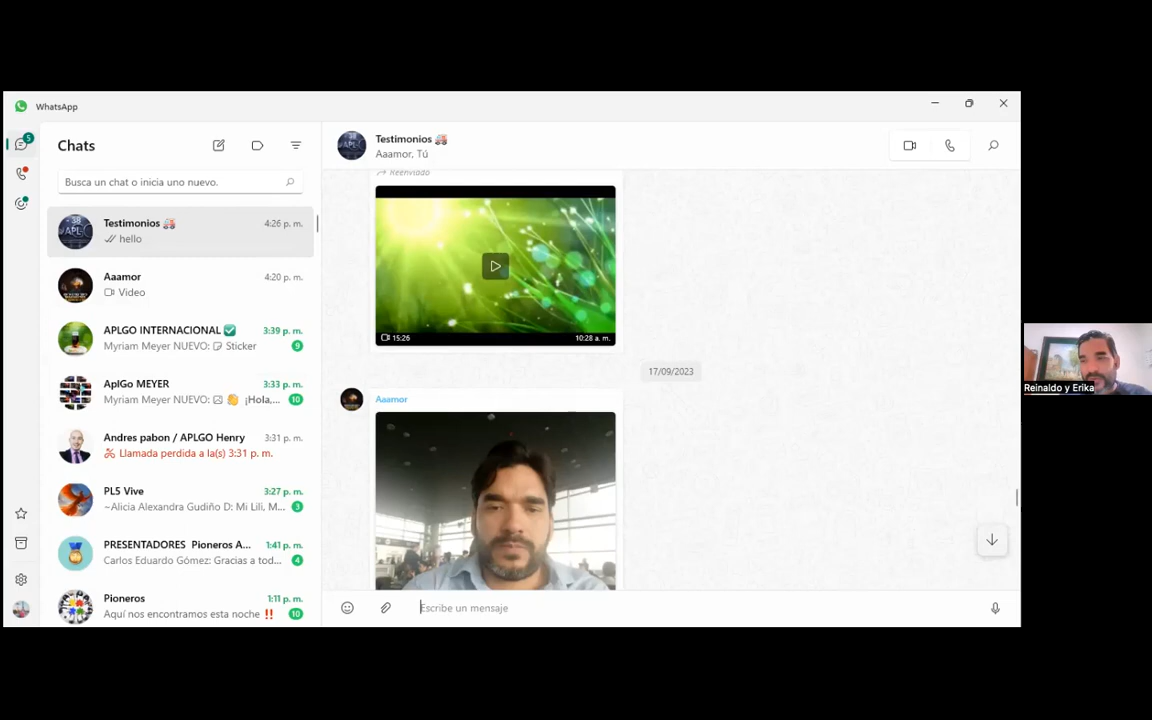 WhatsApp
5
Chats
Busca un chat o inicia uno nuevo.
Testimonios 4:26 p. m.
hello
Aaamor 4:20 p. m.
Video
APLGO INTERNACIONAL ✅ 3:39 p. m.
Myriam Meyer NUEVO: Sticker 9
AplGo MEYER 3:33 p. m.
Myriam Meyer NUEVO: 👋 ¡Hola,... 10
Andres pabon / APLGO Henry 3:31 p. m.
Llamada perdida a la(s) 3:31 p. m.
PL5 Vive 3:27 p. m.
~Alicia Alexandra Gudiño D: Mi Lili, M... 3
PRESENTADORES Pioneros A... 1:41 p. m.
Carlos Eduardo Gómez: Gracias a tod... 4
Pioneros 1:11 p. m.
Aquí nos encontramos esta noche ‼️ 10
Testimonios
Aaamor, Tú
Reenviado
15:26 10:28 a. m.
17/09/2023
Aaamor
Escribe un mensaje
Reinaldo y Erika